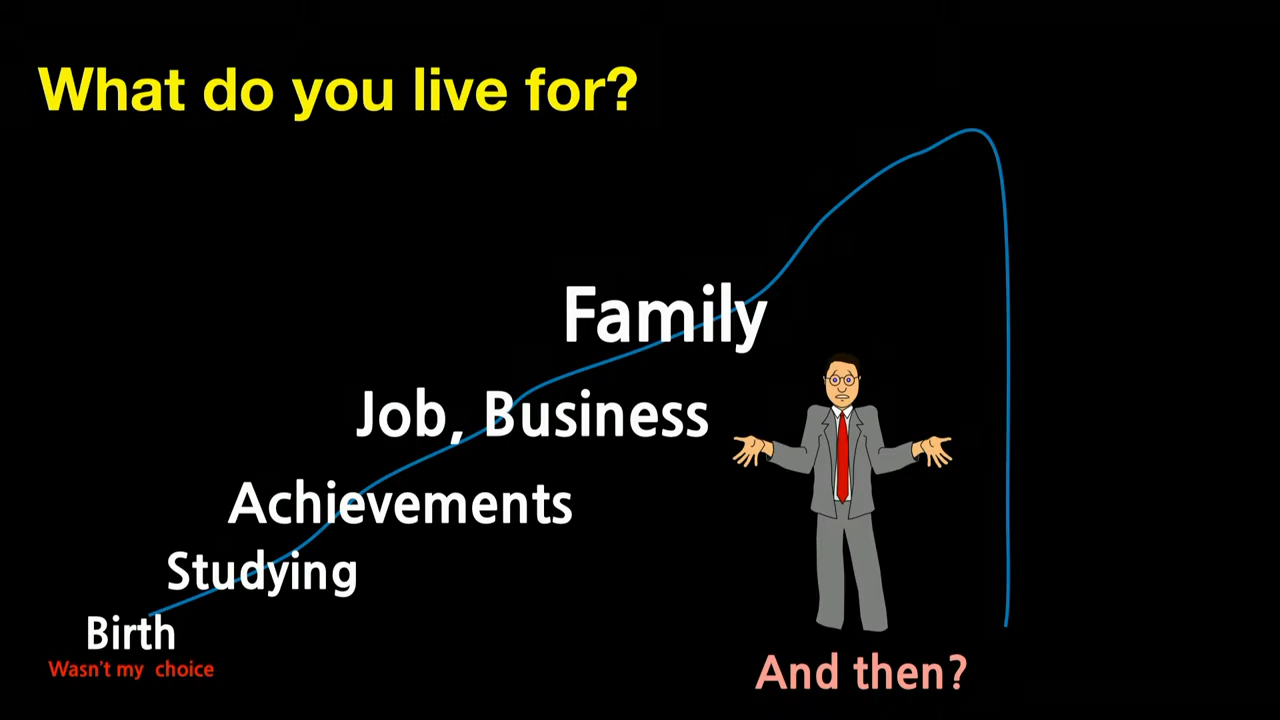 What do you live for?
Family
Job, Business
Achievements
Studying
Birth
Wasn't my choice
And then?